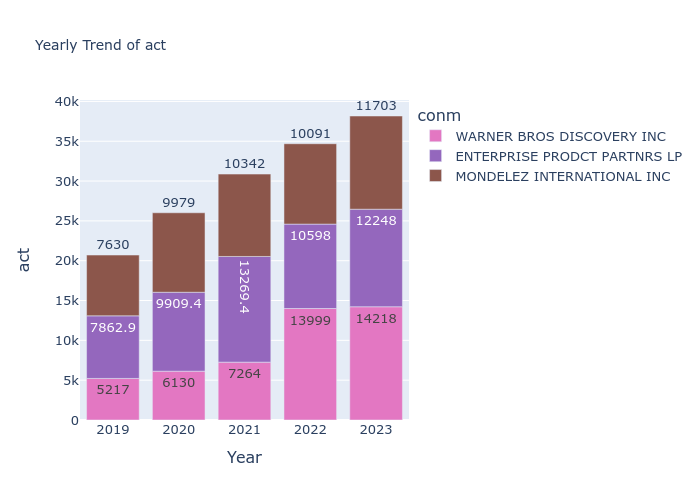 Yearly Trend of act
conm
WARNER BROS DISCOVERY INC
ENTERPRISE PRODCT PARTNRS LP
MONDELEZ INTERNATIONAL INC
act
40k
35k
30k
25k
20k
15k
10k
5k
0
7630
9979
10342
10091
11703
7862.9
9909.4
13269.4
10598
12248
5217
6130
7264
13999
14218
2019
2020
2021
2022
2023
Year